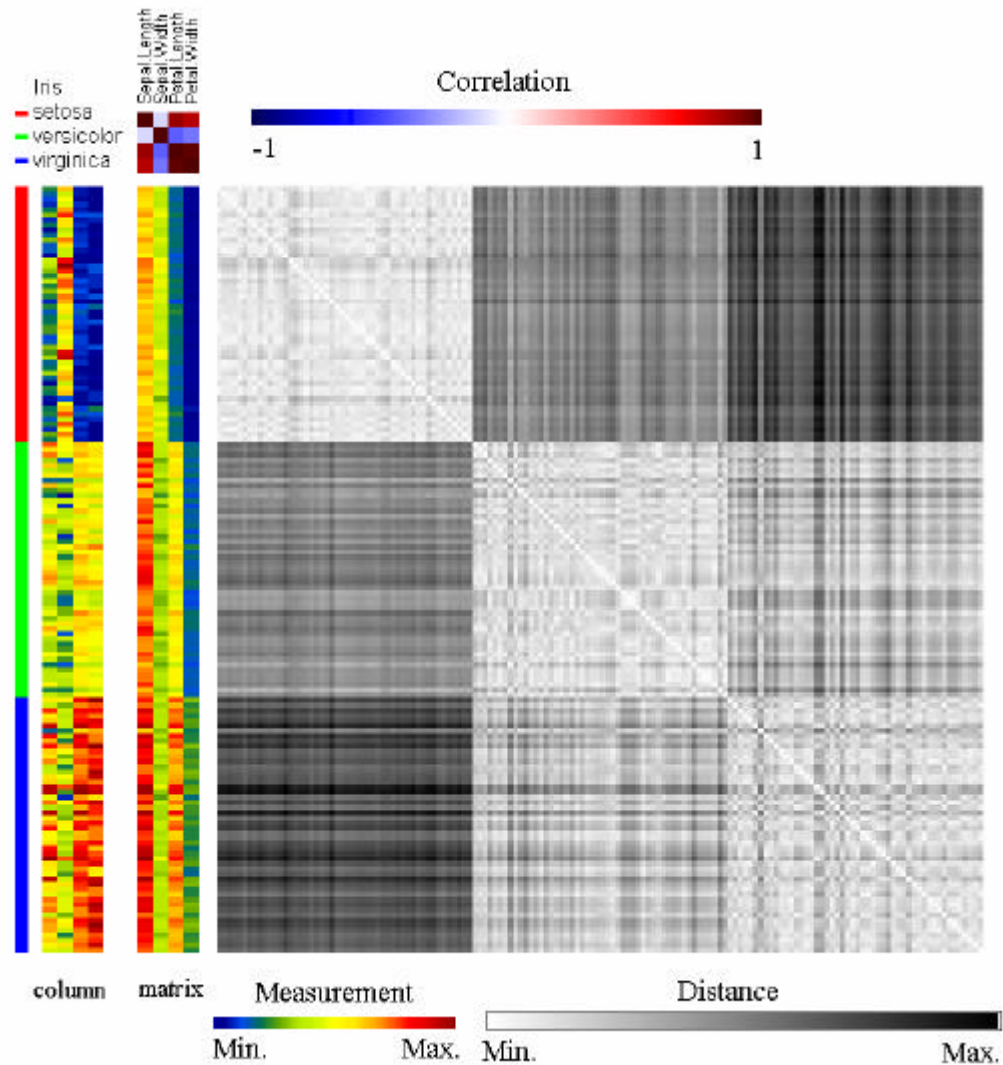 Sepal.Length
Sepal.Width
Petal.Length
Petal.Width
Iris
setosa
versicolor
virginica
Correlation
-1
1
column
matrix
Measurement
Min.
Max.
Distance
Min.
Max.